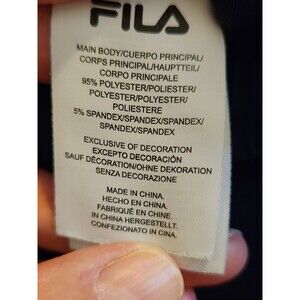 FILA
MAIN BODY/CUERPO PRINCIPAL/
CORPS PRINCIPAL/HAUPTTEIL/
CORPO PRINCIPALE
95% POLYESTER/POLIESTER/
POLYESTER/POLYESTER/
POLIESTERE
5% SPANDEX/SPANDEX/SPANDEX/
SPANDEX/SPANDEX
EXCLUSIVE OF DECORATION
EXCEPTO DECORACIÓN
SAUF DÉCORATION/OHNE DEKORATION
SENZA DECORAZIONE
MADE IN CHINA.
HECHO EN CHINA.
FABRIQUÉ EN CHINE.
IN CHINA HERGESTELLT.
CONFEZIONATO IN CINA.